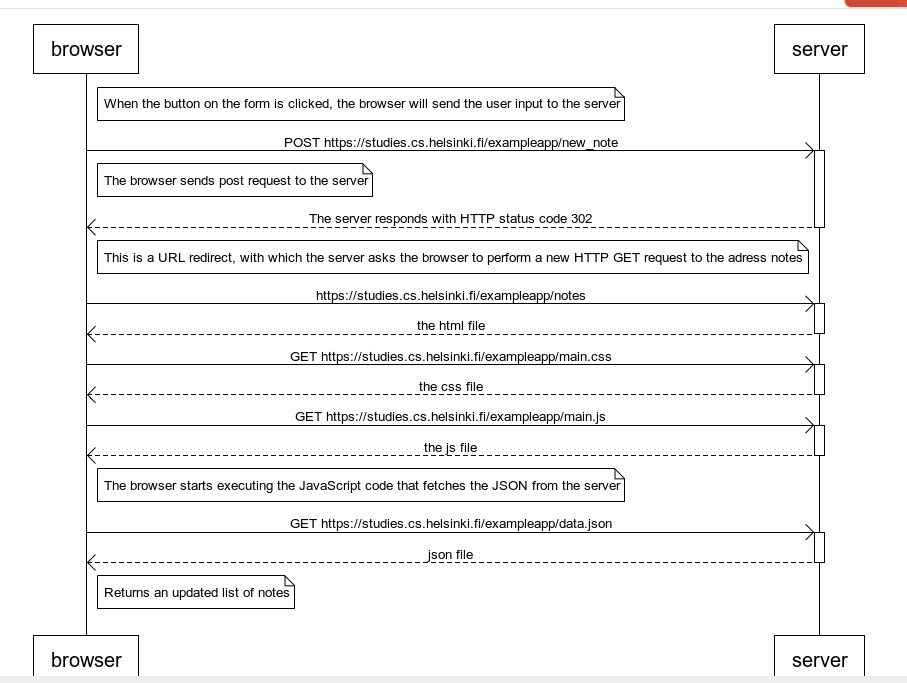 browser
server
When the button on the form is clicked, the browser will send the user input to the server
POST https://studies.cs.helsinki.fi/exampleapp/new_note
The browser sends post request to the server
The server responds with HTTP status code 302
This is a URL redirect, with which the server asks the browser to perform a new HTTP GET request to the adress notes
https://studies.cs.helsinki.fi/exampleapp/notes
the html file
GET https://studies.cs.helsinki.fi/exampleapp/main.css
the css file
GET https://studies.cs.helsinki.fi/exampleapp/main.js
the js file
The browser starts executing the JavaScript code that fetches the JSON from the server
GET https://studies.cs.helsinki.fi/exampleapp/data.json
json file
Returns an updated list of notes
browser
server